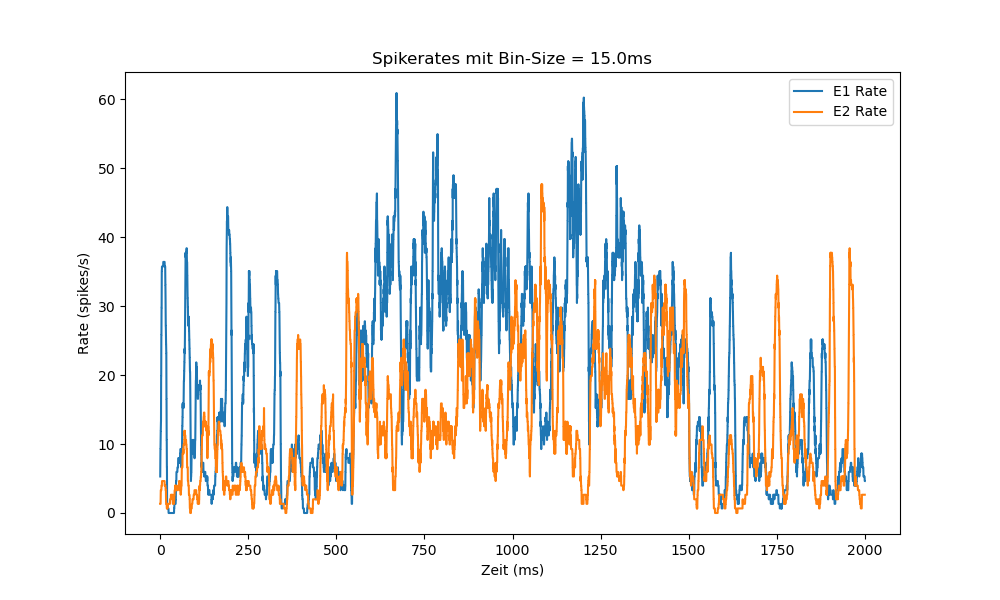 Spikerates mit Bin-Size = 15.0ms
E1 Rate
E2 Rate
60
50
40
30
20
10
0
Rate (spikes/s)
0 250 500 750 1000 1250 1500 1750 2000
Zeit (ms)